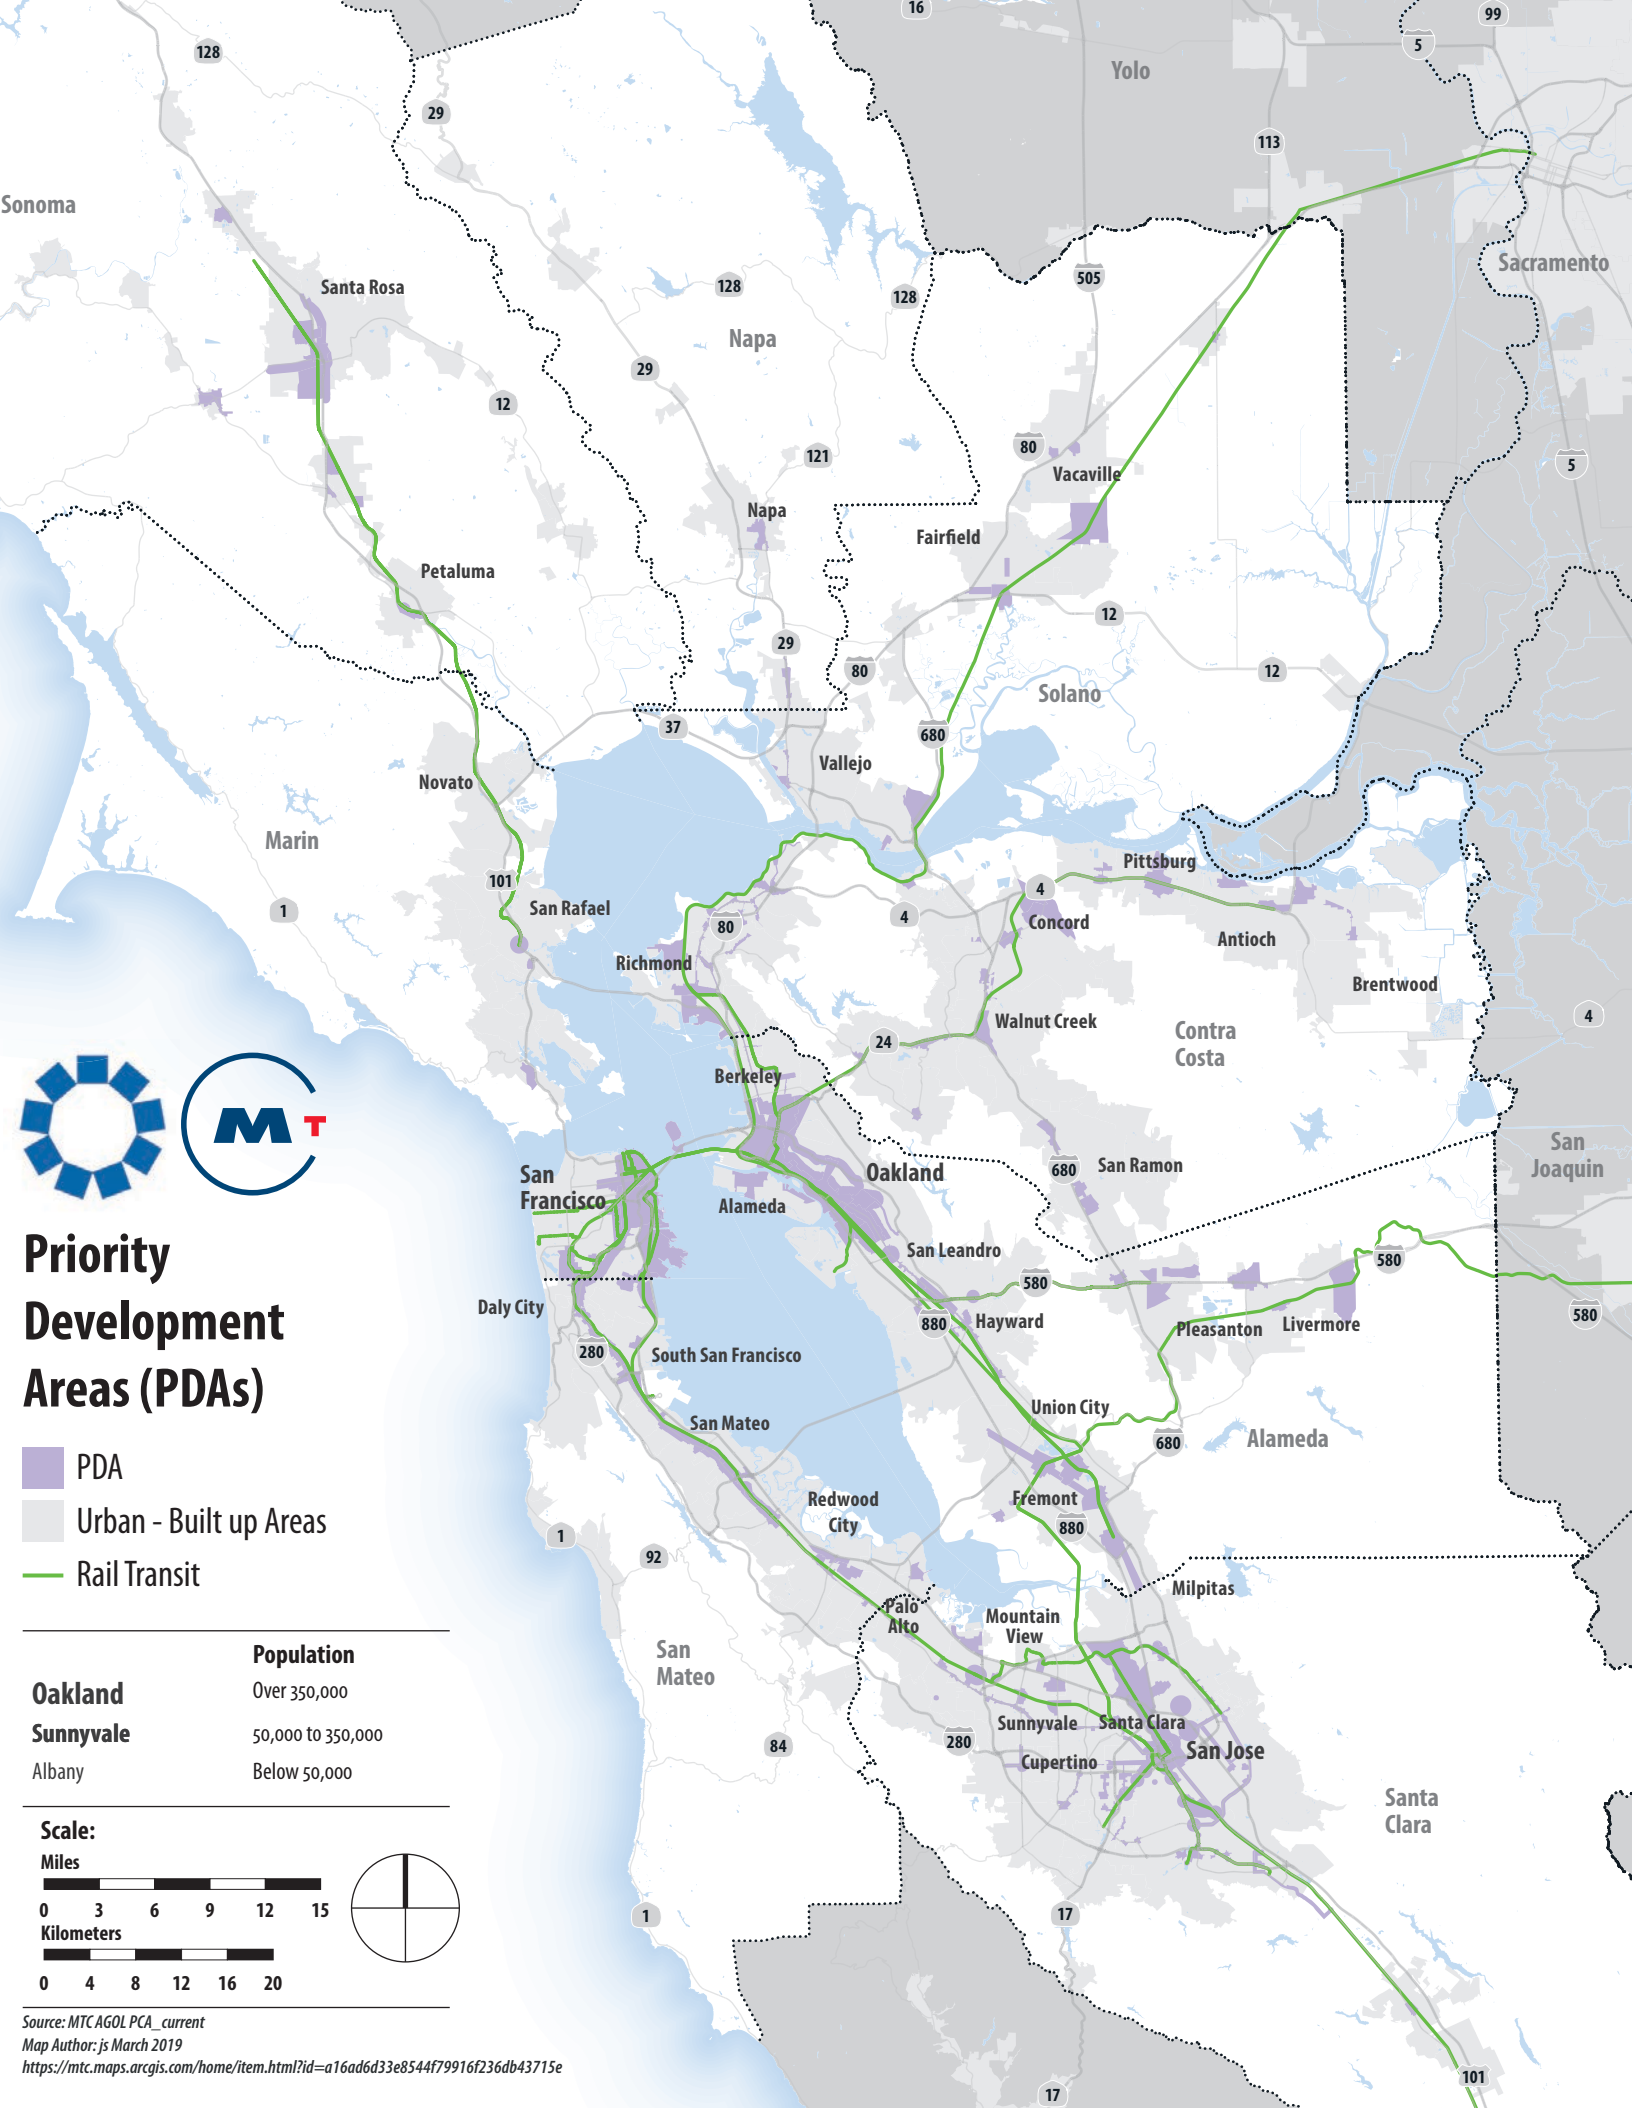 16
99
5
128
Yolo
29
113
Sonoma
Sacramento
505
Santa Rosa
128
128
Napa
29
12
80
121
5
Vacaville
Napa
Fairfield
Petaluma
12
29
80
12
Solano
37
680
Vallejo
Novato
Marin
Pittsburg
101
4
1
San Rafael
4
80
Concord
Antioch
Richmond
Brentwood
Walnut Creek
4
Contra
Costa
24
Berkeley
M T
San
Joaquin
680
San Ramon
San
Francisco
Oakland
Alameda
Priority
Development
Areas (PDAs)
San Leandro
580
580
Daly City
580
880
Hayward
Pleasanton
Livermore
280
South San Francisco
Union City
San Mateo
680
Alameda
PDA
Redwood
City
Fremont
Urban - Built up Areas
880
1
92
Rail Transit
Milpitas
Palo
Alto
Mountain
View
San
Mateo
Population
Oakland
Over 350,000
Sunnyvale
50,000 to 350,000
Albany
Below 50,000
Sunnyvale
Santa Clara
84
280
San Jose
Cupertino
Santa
Clara
Scale:
Miles
0 3 6 9 12 15
Kilometers
0 4 8 12 16 20
1
17
Source: MTC AGOL PCA_current
Map Author: js March 2019
https://mtc.maps.arcgis.com/home/item.html?id=a16ad6d33e8544f79916f236db43715e
101
17